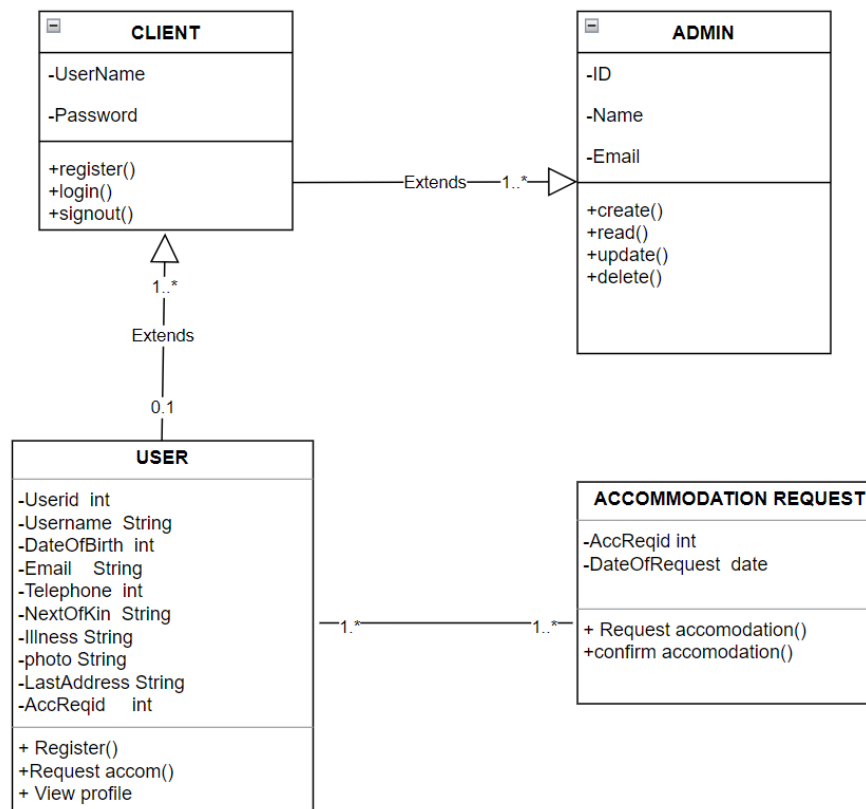 CLIENT
-UserName
-Password
+register()
+login()
+signout()
ADMIN
-ID
-Name
-Email
+create()
+read()
+update()
+delete()
Extends
1..*
1..*
Extends
0.1
USER
-Userid int
-Username String
-DateOfBirth int
-Email String
-Telephone int
-NextOfKin String
-Illness String
-photo String
-LastAddress String
-AccReqid int
+ Register()
+Request accom()
+ View profile
1.*
1..*
ACCOMMODATION REQUEST
-AccReqid int
-DateOfRequest date
+ Request accomodation()
+confirm accomodation()